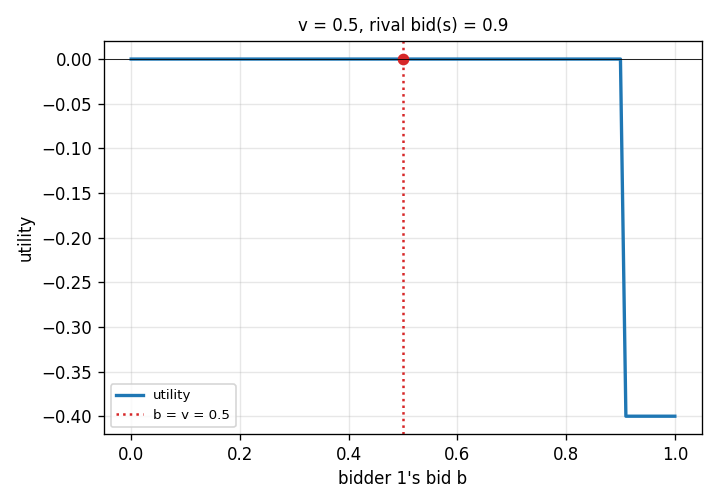 v = 0.5, rival bid(s) = 0.9
utility
0.00
−0.05
−0.10
−0.15
−0.20
−0.25
−0.30
−0.35
−0.40
utility
b = v = 0.5
0.0 0.2 0.4 0.6 0.8 1.0
bidder 1's bid b